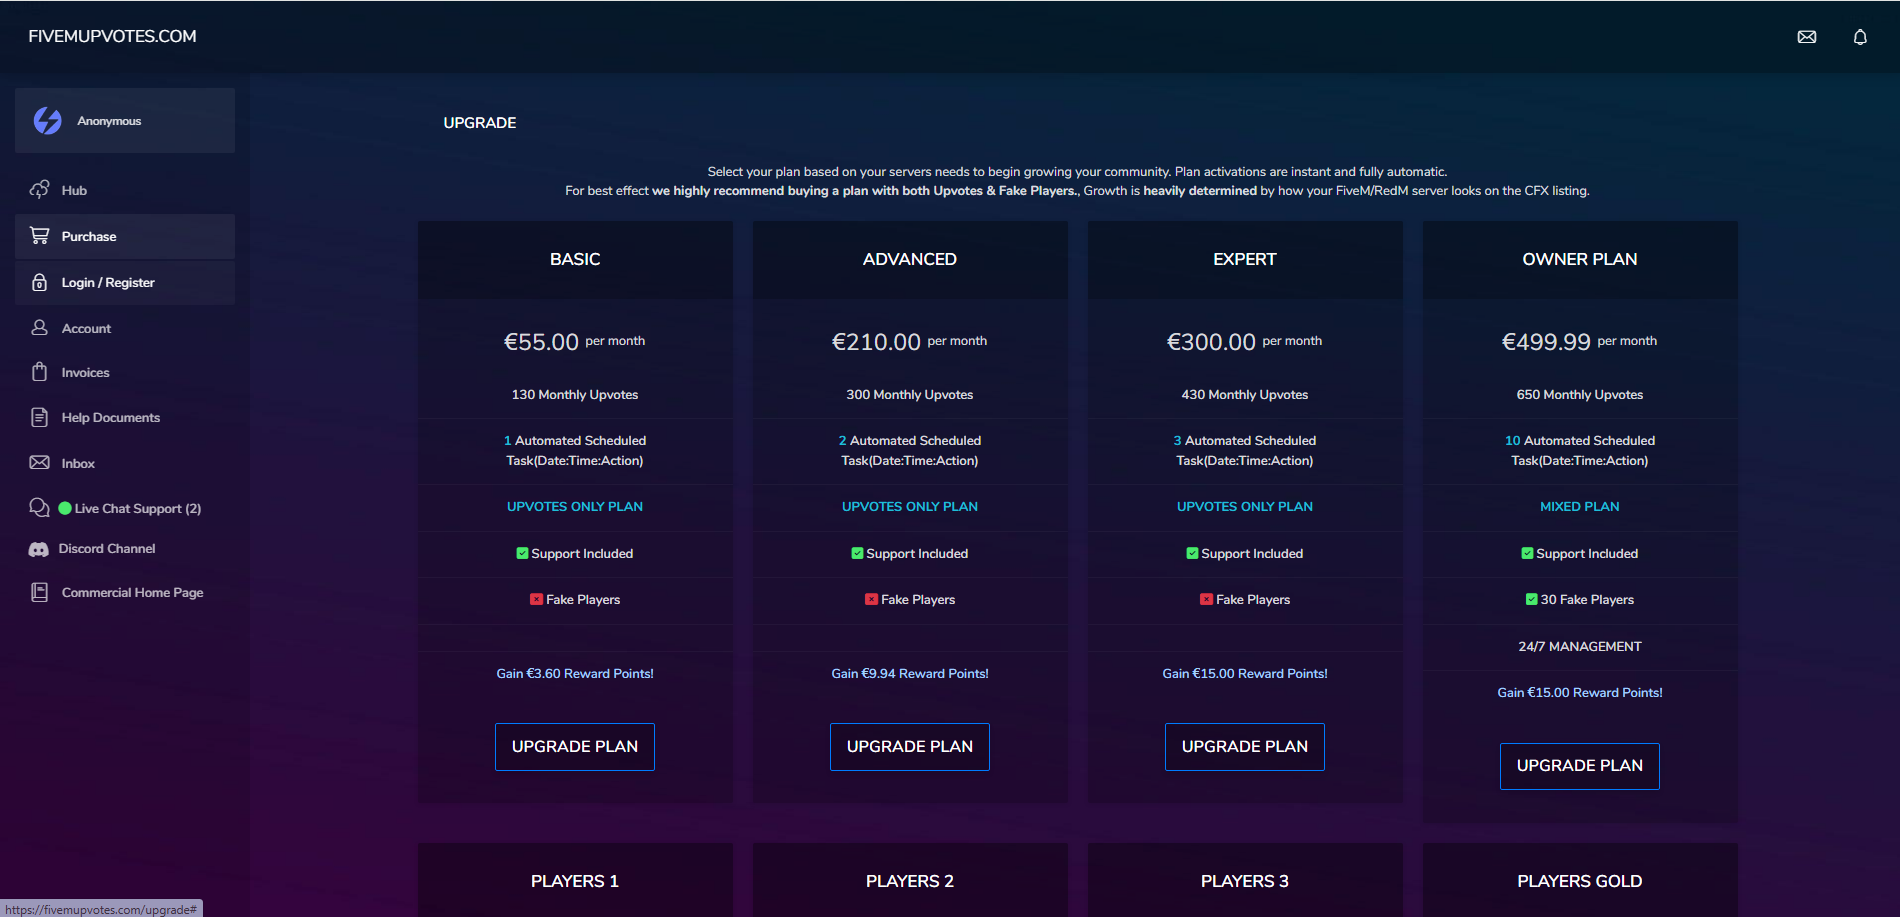 FIVEMUPVOTES.COM
Anonymous
Hub
Purchase
Login / Register
Account
Invoices
Help Documents
Inbox
Live Chat Support (2)
Discord Channel
Commercial Home Page
UPGRADE
Select your plan based on your servers needs to begin growing your community. Plan activations are instant and fully automatic.
For best effect we highly recommend buying a plan with both Upvotes & Fake Players., Growth is heavily determined by how your FiveM/RedM server looks on the CFX listing.
BASIC
€55.00 per month
130 Monthly Upvotes
1 Automated Scheduled
Task(Date:Time:Action)
UPVOTES ONLY PLAN
Support Included
Fake Players
Gain €3.60 Reward Points!
UPGRADE PLAN
ADVANCED
€210.00 per month
300 Monthly Upvotes
2 Automated Scheduled
Task(Date:Time:Action)
UPVOTES ONLY PLAN
Support Included
Fake Players
Gain €9.94 Reward Points!
UPGRADE PLAN
EXPERT
€300.00 per month
430 Monthly Upvotes
3 Automated Scheduled
Task(Date:Time:Action)
UPVOTES ONLY PLAN
Support Included
Fake Players
Gain €15.00 Reward Points!
UPGRADE PLAN
OWNER PLAN
€499.99 per month
650 Monthly Upvotes
10 Automated Scheduled
Task(Date:Time:Action)
MIXED PLAN
Support Included
30 Fake Players
24/7 MANAGEMENT
Gain €15.00 Reward Points!
UPGRADE PLAN
PLAYERS 1
PLAYERS 2
PLAYERS 3
PLAYERS GOLD
https://fivemupvotes.com/upgrade#